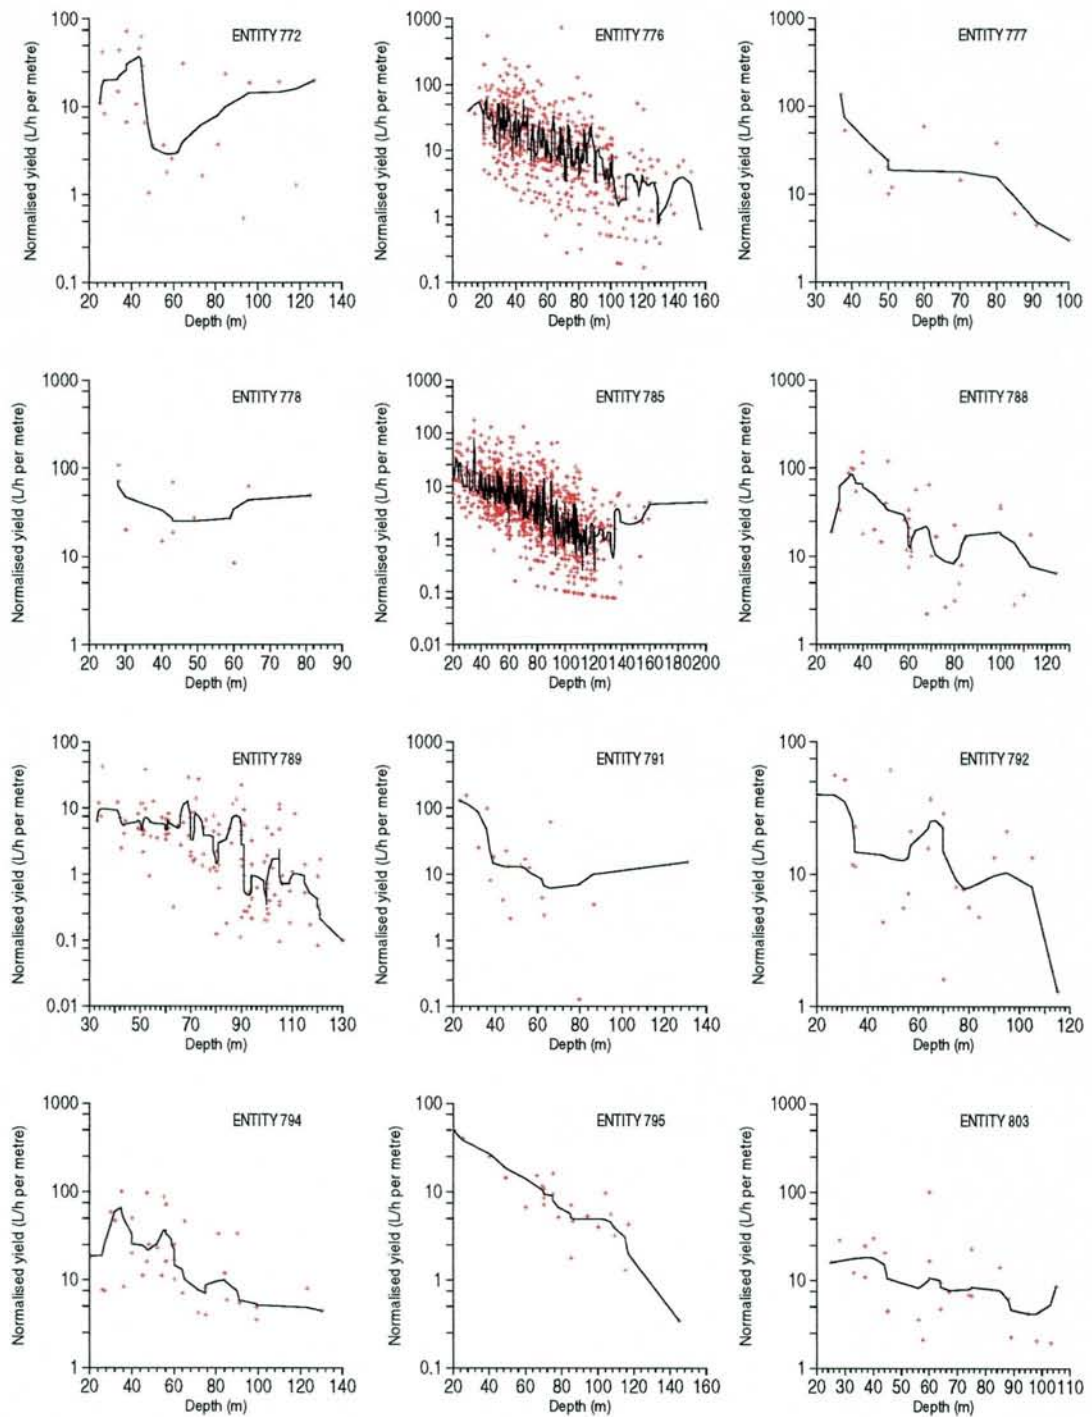 ENTITY 772
Normalised yield (L/h per metre)
100
10
1
0.1
20 40 60 80 100 120 140
Depth (m)
ENTITY 776
Normalised yield (L/h per metre)
1000
100
10
1
0.1
0 20 40 60 80 100 120 140 160
Depth (m)
ENTITY 777
Normalised yield (L/h per metre)
1000
100
10
1
30 40 50 60 70 80 90 100
Depth (m)
ENTITY 778
Normalised yield (L/h per metre)
1000
100
10
1
20 30 40 50 60 70 80 90
Depth (m)
ENTITY 785
Normalised yield (L/h per metre)
1000
100
10
1
0.1
0.01
20 40 60 80 100 120 140 160 180 200
Depth (m)
ENTITY 788
Normalised yield (L/h per metre)
1000
100
10
1
20 40 60 80 100 120
Depth (m)
ENTITY 789
Normalised yield (L/h per metre)
100
10
1
0.1
0.01
30 50 70 90 110 130
Depth (m)
ENTITY 791
Normalised yield (L/h per metre)
1000
100
10
1
0.1
20 40 60 80 100 120 140
Depth (m)
ENTITY 792
Normalised yield (L/h per metre)
100
10
1
20 40 60 80 100 120
Depth (m)
ENTITY 794
Normalised yield (L/h per metre)
1000
100
10
1
20 40 60 80 100 120 140
Depth (m)
ENTITY 795
Normalised yield (L/h per metre)
100
10
1
0.1
20 40 60 80 100 120 140 160
Depth (m)
ENTITY 803
Normalised yield (L/h per metre)
1000
100
10
1
20 30 40 50 60 70 80 90 100 110
Depth (m)